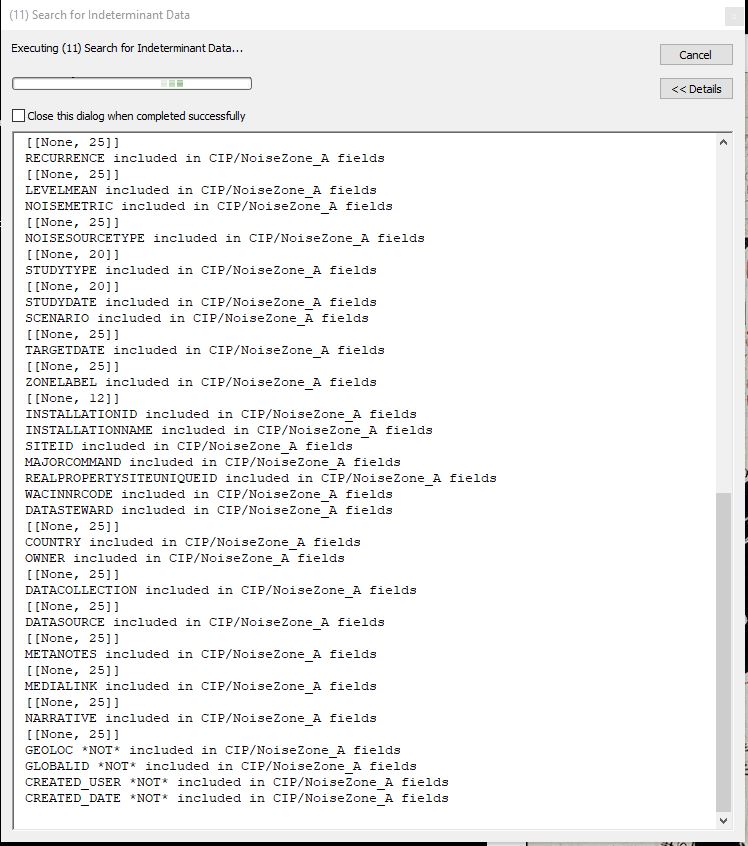 (11) Search for Indeterminant Data
Executing (11) Search for Indeterminant Data...
Cancel
<< Details
Close this dialog when completed successfully
[[None, 25]]
RECURRENCE included in CIP/NoiseZone_A fields
[[None, 25]]
LEVELMEAN included in CIP/NoiseZone_A fields
NOISEMETRIC included in CIP/NoiseZone_A fields
[[None, 25]]
NOISESOURCETYPE included in CIP/NoiseZone_A fields
[[None, 20]]
STUDYTYPE included in CIP/NoiseZone_A fields
[[None, 20]]
STUDYDATE included in CIP/NoiseZone_A fields
SCENARIO included in CIP/NoiseZone_A fields
[[None, 25]]
TARGETDATE included in CIP/NoiseZone_A fields
[[None, 25]]
ZONELABEL included in CIP/NoiseZone_A fields
[[None, 12]]
INSTALLATIONID included in CIP/NoiseZone_A fields
INSTALLATIONNAME included in CIP/NoiseZone_A fields
SITEID included in CIP/NoiseZone_A fields
MAJORCOMMAND included in CIP/NoiseZone_A fields
REALPROPERTYSITEUNIQUEID included in CIP/NoiseZone_A fields
WACINNRCODE included in CIP/NoiseZone_A fields
DATASTEWARD included in CIP/NoiseZone_A fields
[[None, 25]]
COUNTRY included in CIP/NoiseZone_A fields
OWNER included in CIP/NoiseZone_A fields
[[None, 25]]
DATACOLLECTION included in CIP/NoiseZone_A fields
[[None, 25]]
DATASOURCE included in CIP/NoiseZone_A fields
[[None, 25]]
METANOTES included in CIP/NoiseZone_A fields
[[None, 25]]
MEDIALINK included in CIP/NoiseZone_A fields
[[None, 25]]
NARRATIVE included in CIP/NoiseZone_A fields
[[None, 25]]
GEOLOC *NOT* included in CIP/NoiseZone_A fields
GLOBALID *NOT* included in CIP/NoiseZone_A fields
CREATED_USER *NOT* included in CIP/NoiseZone_A fields
CREATED_DATE *NOT* included in CIP/NoiseZone_A fields